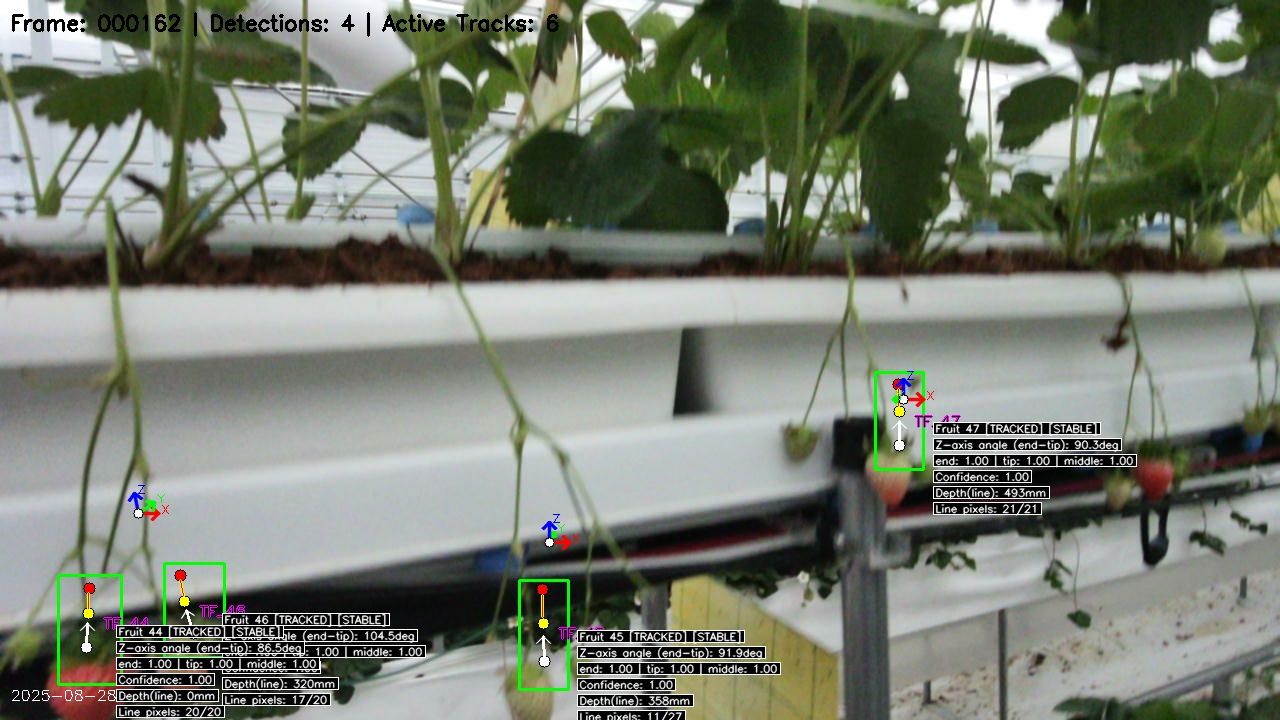 Frame: 000162 | Detections: 4 | Active Tracks: 6
Z
X
TF_47
Fruit 47 [TRACKED] [STABLE]
Z-axis angle (end-tip): 90.3deg
end: 1.00 | tip: 1.00 | middle: 1.00
Confidence: 1.00
Depth(line): 493mm
Line pixels: 21/21
Z
Y
X
Z
Y
TF_46
Fruit 46 [TRACKED] [STABLE]
angle (end-tip): 104.5deg
1.00 | middle: 1.00
Depth(line): 320mm
Line pixels: 17/20
TF_44
Fruit 44 [TRACKED] [STABLE]
Z-axis angle (end-tip): 86.5deg
end: 1.00 | tip: 1.00 | middle: 1.00
Confidence: 1.00
Depth(line): 0mm
Line pixels: 20/20
Fruit 45 [TRACKED] [STABLE]
Z-axis angle (end-tip): 91.9deg
end: 1.00 | tip: 1.00 | middle: 1.00
Confidence: 1.00
Depth(line): 358mm
Line pixels: 11/27
2025-08-28